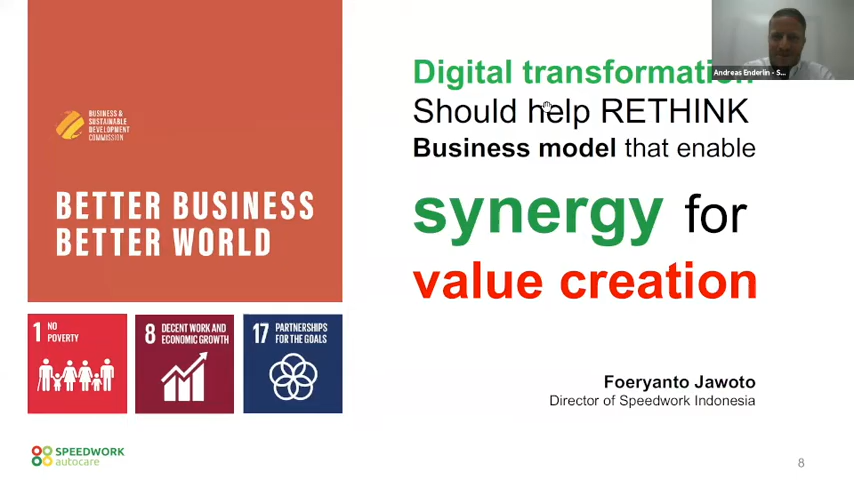 Digital transformation
Should help RETHINK
Business model that enable
synergy for
value creation
BUSINESS &
SUSTAINABLE
DEVELOPMENT
COMMISSION
BETTER BUSINESS
BETTER WORLD
1 NO
POVERTY
8 DECENT WORK AND
ECONOMIC GROWTH
17 PARTNERSHIPS
FOR THE GOALS
Foeryanto Jawoto
Director of Speedwork Indonesia
SPEEDWORK
autocare
8
Andreas Enderlin - S...